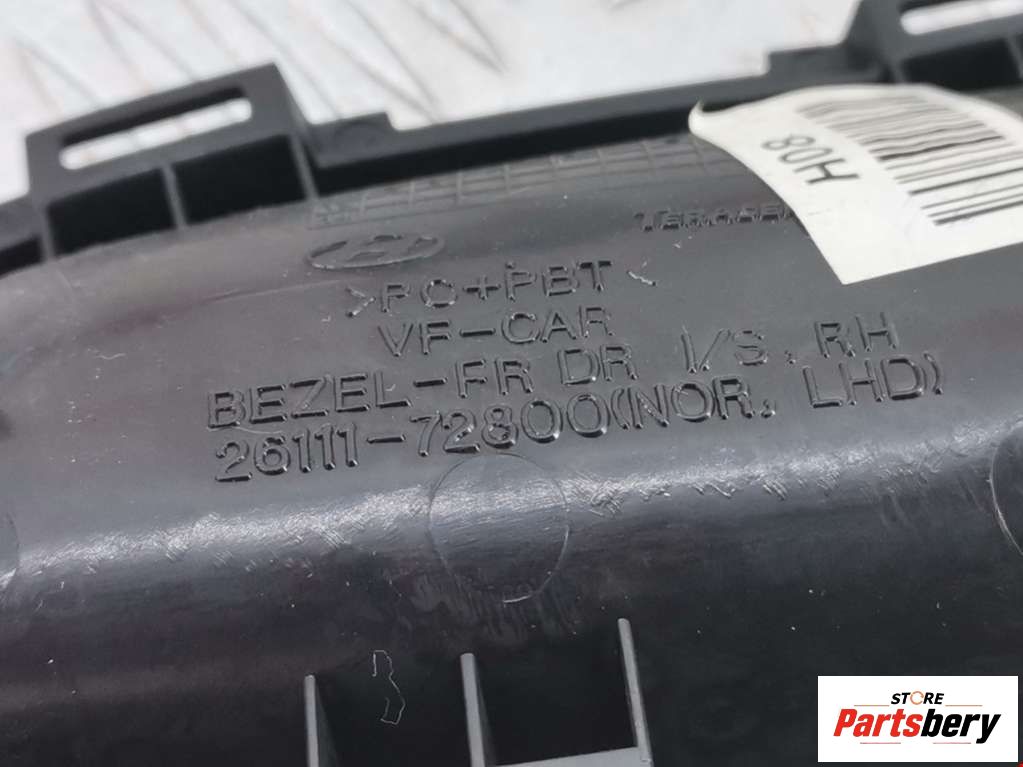 H08
>PC+PBT<
VF-CAR
BEZEL-FR DR I/S, RH
26111-72800(NOR, LHD)
STORE
Partsbery